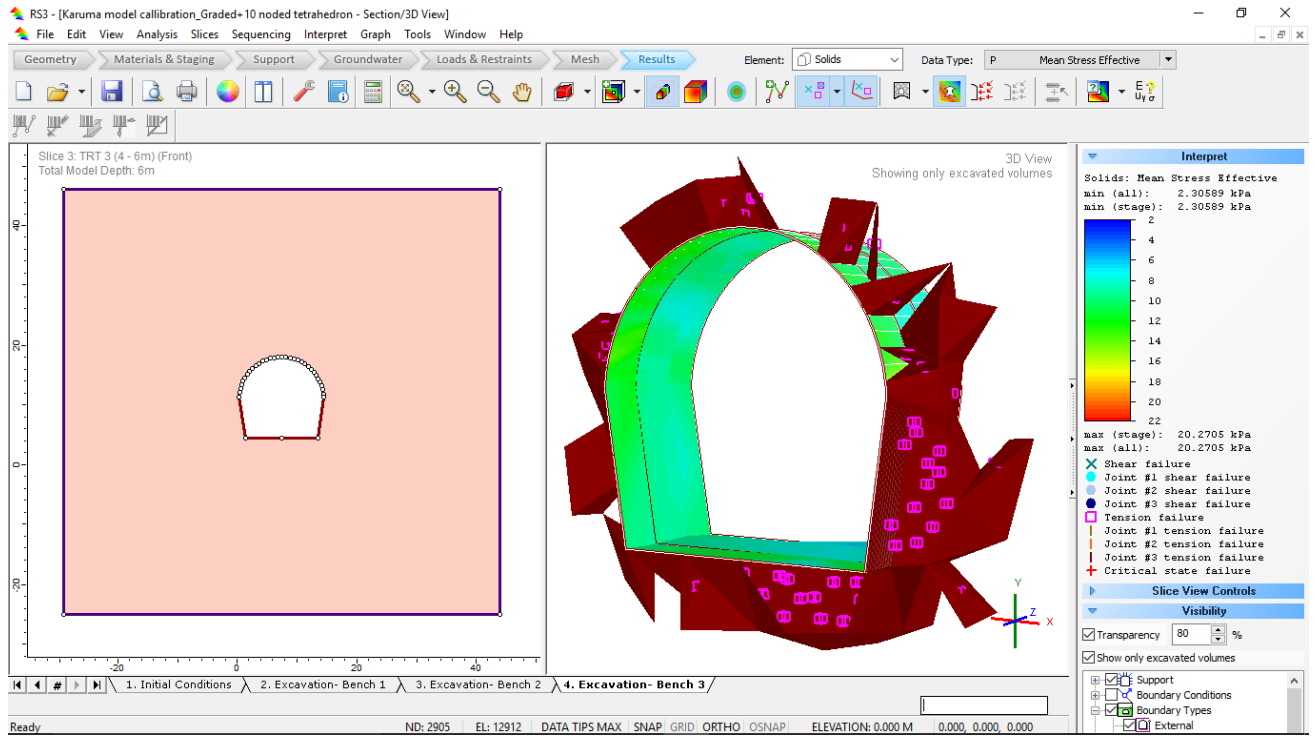 RS3 - [Karuma model callibration_Graded+10 noded tetrahedron - Section/3D View]
File Edit View Analysis Slices Sequencing Interpret Graph Tools Window Help
Geometry Materials & Staging Support Groundwater Loads & Restraints Mesh Results Element: Solids Data Type: P Mean Stress Effective
Slice 3: TRT 3 (4 - 6m) (Front)
Total Model Depth: 6m
40
20
0
-20
-20 0 20 40
3D View
Showing only excavated volumes
Y
Z
X
Interpret
Solids: Mean Stress Effective
min (all): 2.30589 kPa
min (stage): 2.30589 kPa
2
4
6
8
10
12
14
16
18
20
22
max (stage): 20.2705 kPa
max (all): 20.2705 kPa
Shear failure
Joint #1 shear failure
Joint #2 shear failure
Joint #3 shear failure
Tension failure
Joint #1 tension failure
Joint #2 tension failure
Joint #3 tension failure
Critical state failure
Slice View Controls
Visibility
Transparency 80 %
Show only excavated volumes
Support
Boundary Conditions
Boundary Types
External
# 1. Initial Conditions 2. Excavation- Bench 1 3. Excavation- Bench 2 4. Excavation- Bench 3
Ready ND: 2905 EL: 12912 DATA TIPS MAX SNAP GRID ORTHO OSNAP ELEVATION: 0.000 M 0.000, 0.000, 0.000